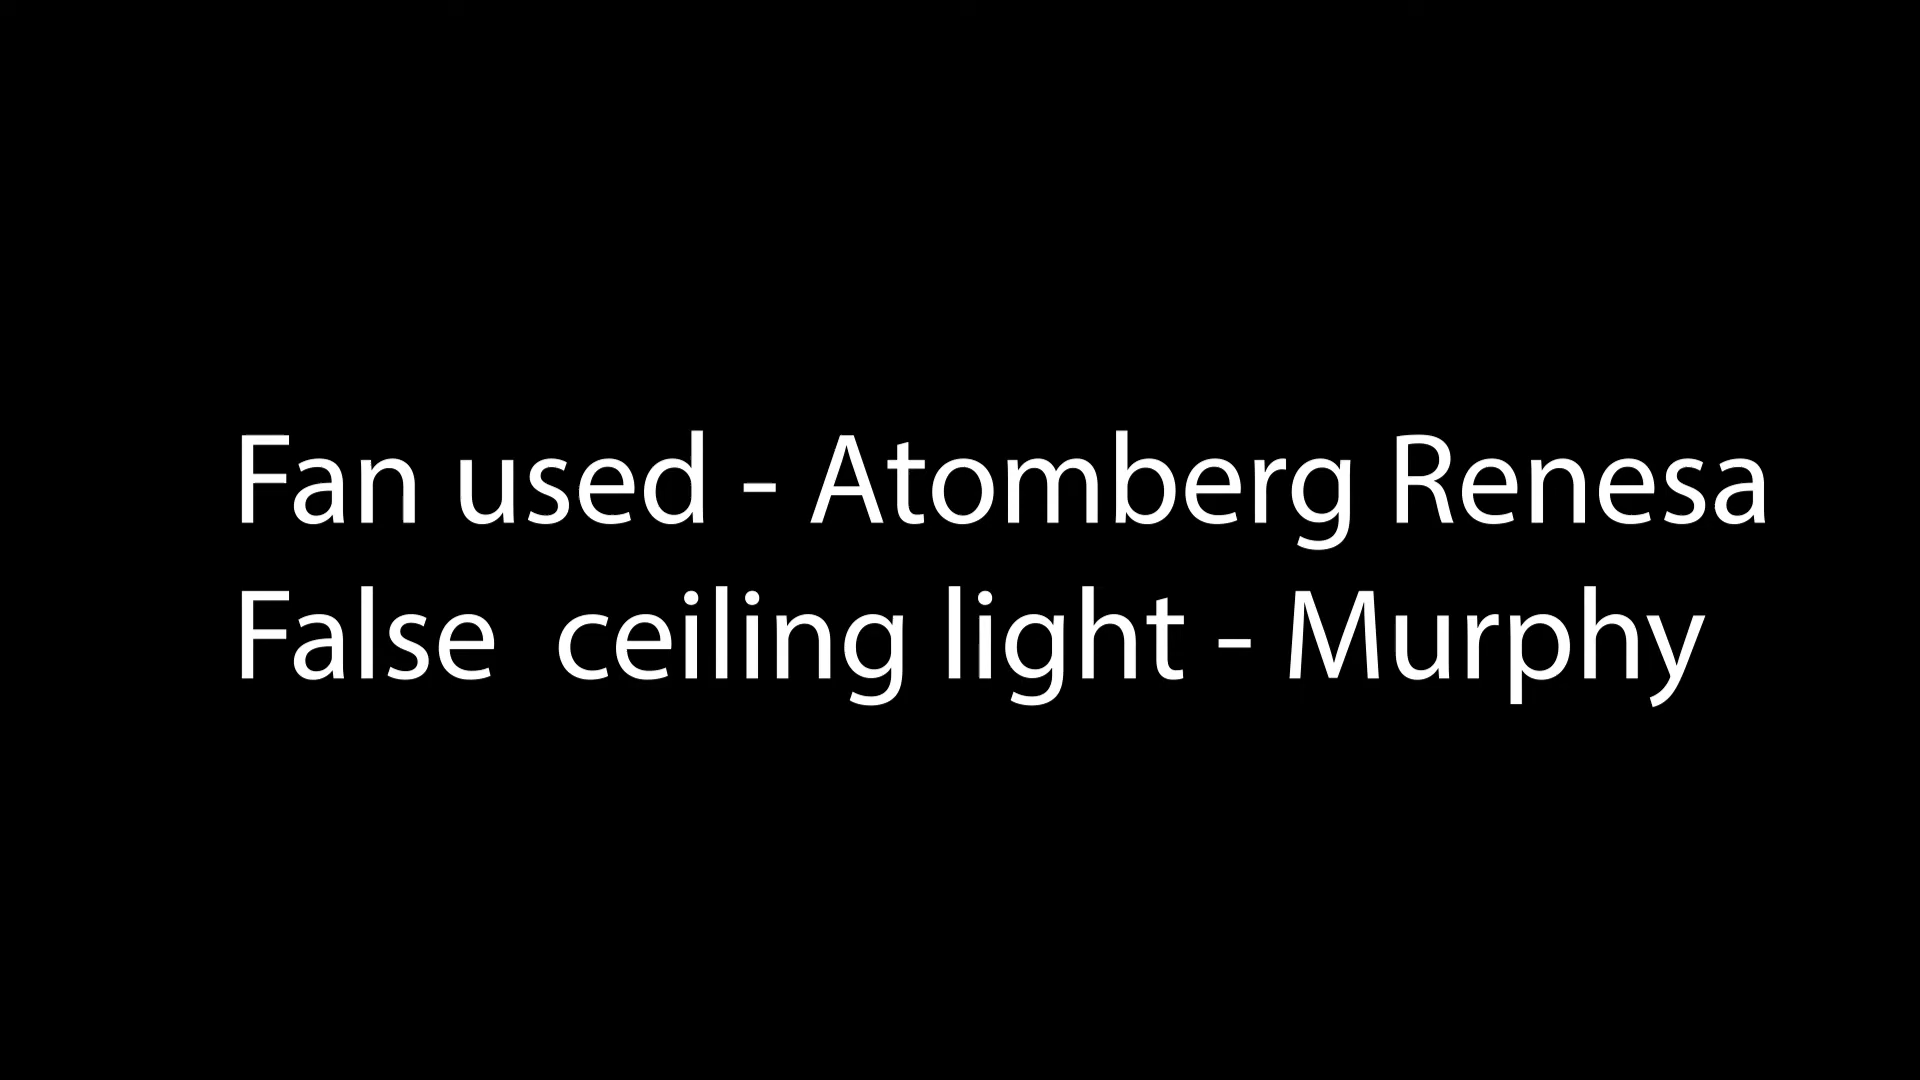 Fan used - Atomberg Renesa
False  ceiling light - Murphy